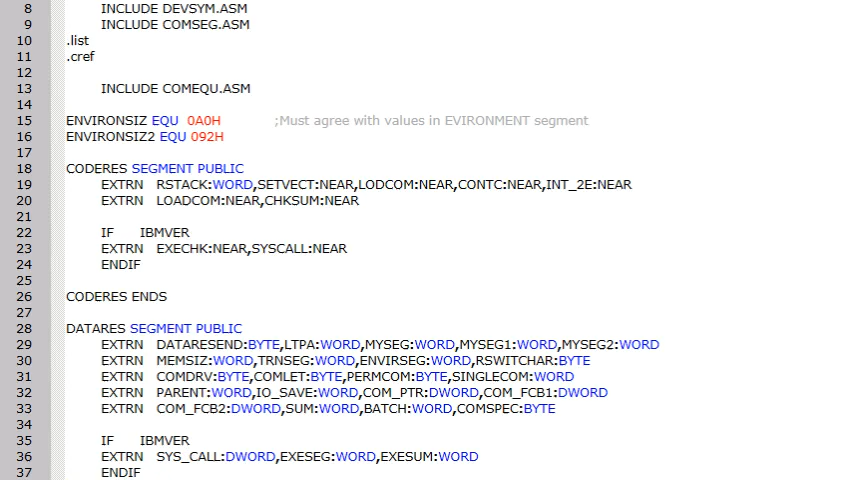 8 INCLUDE DEVSYM.ASM
9 INCLUDE COMSEG.ASM
10 .list
11 .cref
12
13 INCLUDE COMEQU.ASM
14
15 ENVIRONSIZ EQU 0A0H ;Must agree with values in EVIRONMENT segment
16 ENVIRONSIZ2 EQU 092H
17
18 CODERES SEGMENT PUBLIC
19 EXTRN RSTACK:WORD,SETVECT:NEAR,LODCOM:NEAR,CONTC:NEAR,INT_2E:NEAR
20 EXTRN LOADCOM:NEAR,CHKSUM:NEAR
21
22 IF IBMVER
23 EXTRN EXECHK:NEAR,SYSCALL:NEAR
24 ENDIF
25
26 CODERES ENDS
27
28 DATARES SEGMENT PUBLIC
29 EXTRN DATARESEND:BYTE,LTPA:WORD,MYSEG:WORD,MYSEG1:WORD,MYSEG2:WORD
30 EXTRN MEMSIZ:WORD,TRNSEG:WORD,ENVIRSEG:WORD,RSWITCHAR:BYTE
31 EXTRN COMDRV:BYTE,COMLET:BYTE,PERMCOM:BYTE,SINGLECOM:WORD
32 EXTRN PARENT:WORD,IO_SAVE:WORD,COM_PTR:DWORD,COM_FCB1:DWORD
33 EXTRN COM_FCB2:DWORD,SUM:WORD,BATCH:WORD,COMSPEC:BYTE
34
35 IF IBMVER
36 EXTRN SYS_CALL:DWORD,EXESEG:WORD,EXESUM:WORD
37 ENDIF